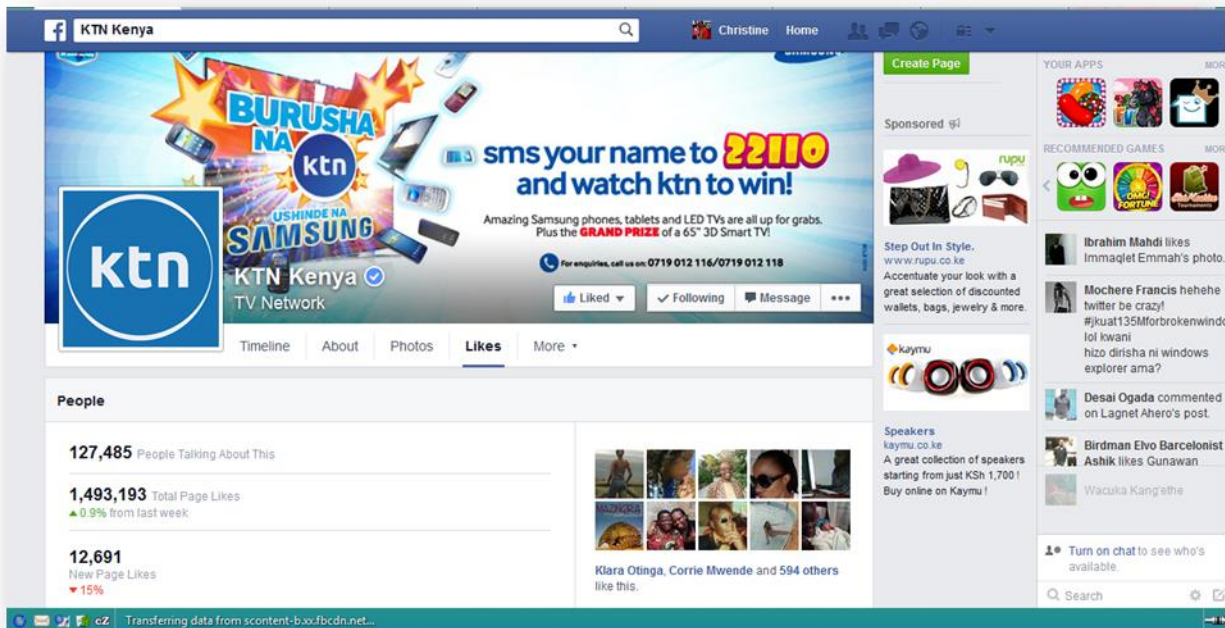 KTN Kenya
Christine Home
BURUSHA
NA
ktn
USHINDE NA
SAMSUNG
sms your name to 22110
and watch ktn to win!
Amazing Samsung phones, tablets and LED TVs are all up for grabs.
Plus the GRAND PRIZE of a 65" 3D Smart TV!
For enquiries, call us on: 0719 012 116/0719 012 118
ktn
KTN Kenya
TV Network
Liked
Following
Message
Timeline About Photos Likes More
People
127,485 People Talking About This
1,493,193 Total Page Likes
0.9% from last week
12,691
New Page Likes
15%
Klara Otinga, Corrie Mwende and 594 others
like this.
Create Page
Sponsored
rupu
Step Out In Style.
www.rupu.co.ke
Accentuate your look with a
great selection of discounted
wallets, bags, jewelry & more.
kaymu
Speakers
kaymu.co.ke
A great collection of speakers
starting from just KSh 1,700 !
Buy online on Kaymu !
YOUR APPS
RECOMMENDED GAMES
OMG!
FORTUNE
Ibrahim Mahdi likes
Immaqlet Emmah's photo.
Mochere Francis hehehe
twitter be crazy!
#jkuat135Mforbrokenwindo
lol kwani
hizo dirisha ni windows
explorer ama?
Desai Ogada commented
on Lagnet Ahero's post.
Birdman Elvo Barcelonist
Ashik likes Gunawan
Wacuka Kang'ethe
Turn on chat to see who's
available.
Search
Transferring data from scontent-b.xx.fbcdn.net...